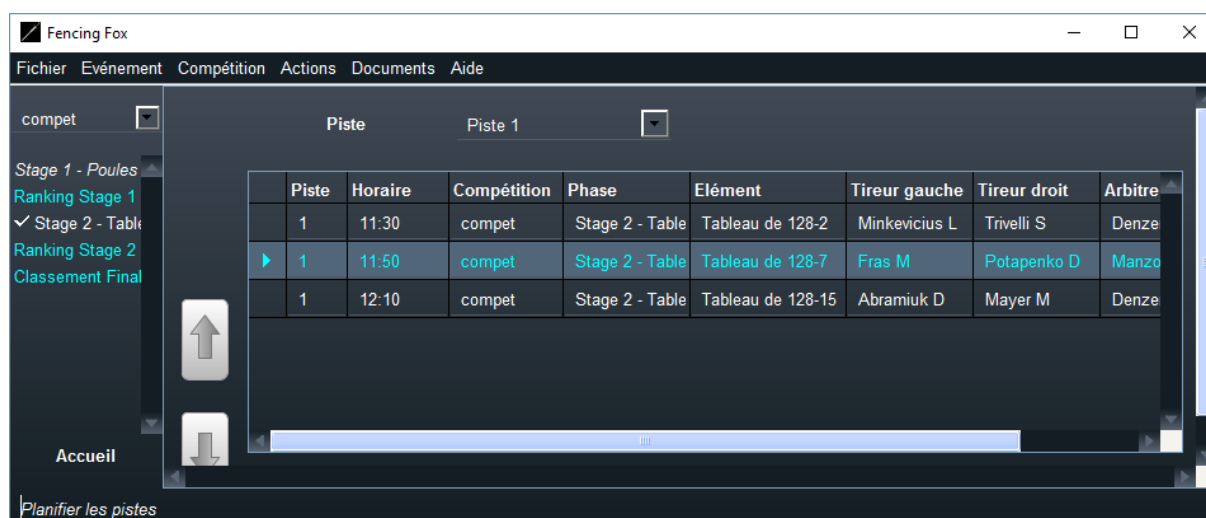 Fencing Fox
Fichier Evénement Compétition Actions Documents Aide
compet
Piste Piste 1
Stage 1 - Poules
Ranking Stage 1
Stage 2 - Table
Ranking Stage 2
Classement Final
Piste Horaire Compétition Phase Elément Tireur gauche Tireur droit Arbitre
1 11:30 compet Stage 2 - Table Tableau de 128-2 Minkevicius L Trivelli S Denze
1 11:50 compet Stage 2 - Table Tableau de 128-7 Fras M Potapenko D Manzo
1 12:10 compet Stage 2 - Table Tableau de 128-15 Abramiuk D Mayer M Denze
Accueil
Planifier les pistes